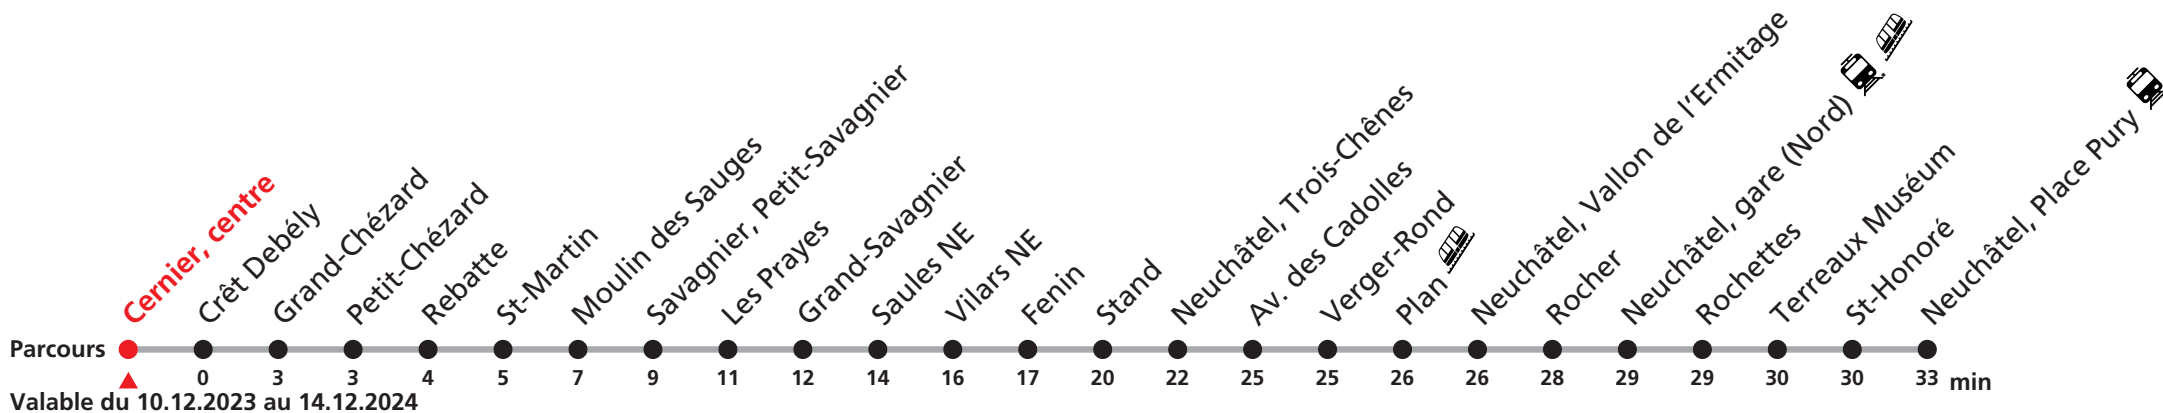 Cernier, centre
Crêt Debély
Grand-Chézard
Petit-Chézard
Rebatte
St-Martin
Moulin des Sauges
Savagnier, Petit-Savagnier
Les Prayes
Grand-Savagnier
Saules NE
Vilars NE
Fenin
Stand
Neuchâtel, Trois-Chênes
Av. des Cadolles
Verger-Rond
Plan
Neuchâtel, Vallon de l'Ermitage
Rocher
Neuchâtel, gare (Nord)
Rochettes
Terreaux Muséum
St-Honoré
Neuchâtel, Place Pury
Parcours
0 3 3 4 5 7 9 11 12 14 16 17 20 22 25 25 26 26 28 29 29 30 30 33 min
Valable du 10.12.2023 au 14.12.2024